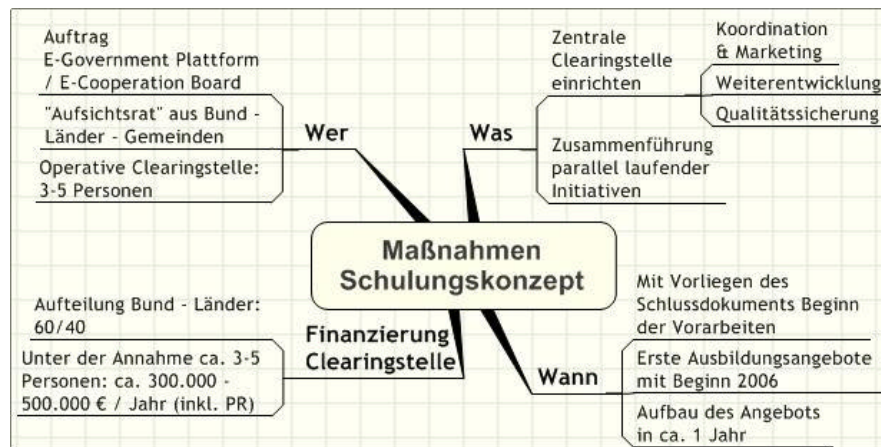 Auftrag
E-Government Plattform
/ E-Cooperation Board
"Aufsichtsrat" aus Bund -
Länder - Gemeinden
Operative Clearingstelle:
3-5 Personen
Wer
Was
Zentrale
Clearingstelle
einrichten
Koordination
& Marketing
Weiterentwicklung
Qualitätssicherung
Zusammenführung
parallel laufender
Initiativen
Maßnahmen
Schulungskonzept
Aufteilung Bund - Länder:
60/40
Unter der Annahme ca. 3-5
Personen: ca. 300.000 -
500.000 € / Jahr (inkl. PR)
Finanzierung
Clearingstelle
Wann
Mit Vorliegen des
Schlussdokuments Beginn
der Vorarbeiten
Erste Ausbildungsangebote
mit Beginn 2006
Aufbau des Angebots
in ca. 1 Jahr